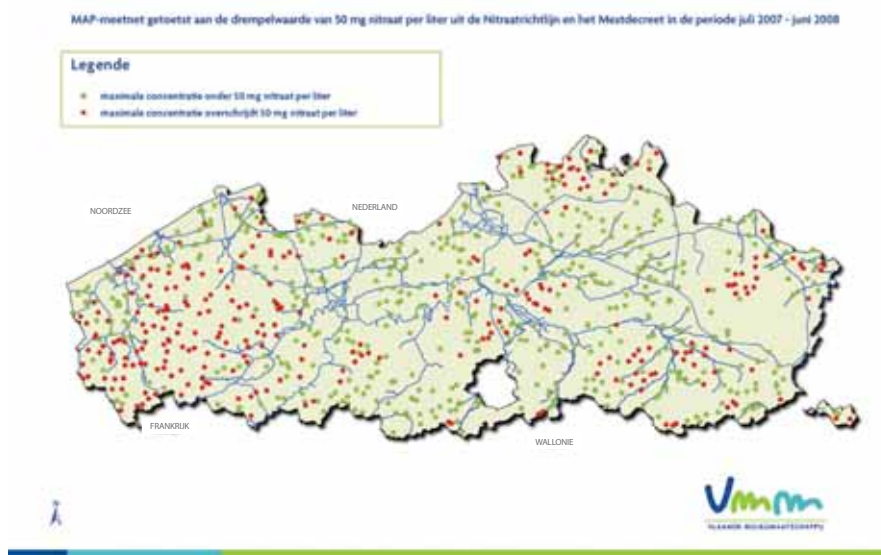 MAP-meetnet getoetst aan de drempelwaarde van 50 mg nitraat per liter uit de Nitraatrichtlijn en het Mestdecreet in de periode juli 2007 - juni 2008
Legende
maximale concentratie onder 50 mg nitraat per liter
maximale concentratie overschrijdt 50 mg nitraat per liter
NOORDZEE
NEDERLAND
FRANKRIJK
WALLONIE
Vmm
VLAAMSE MILIEUMAATSCHAPPIJ